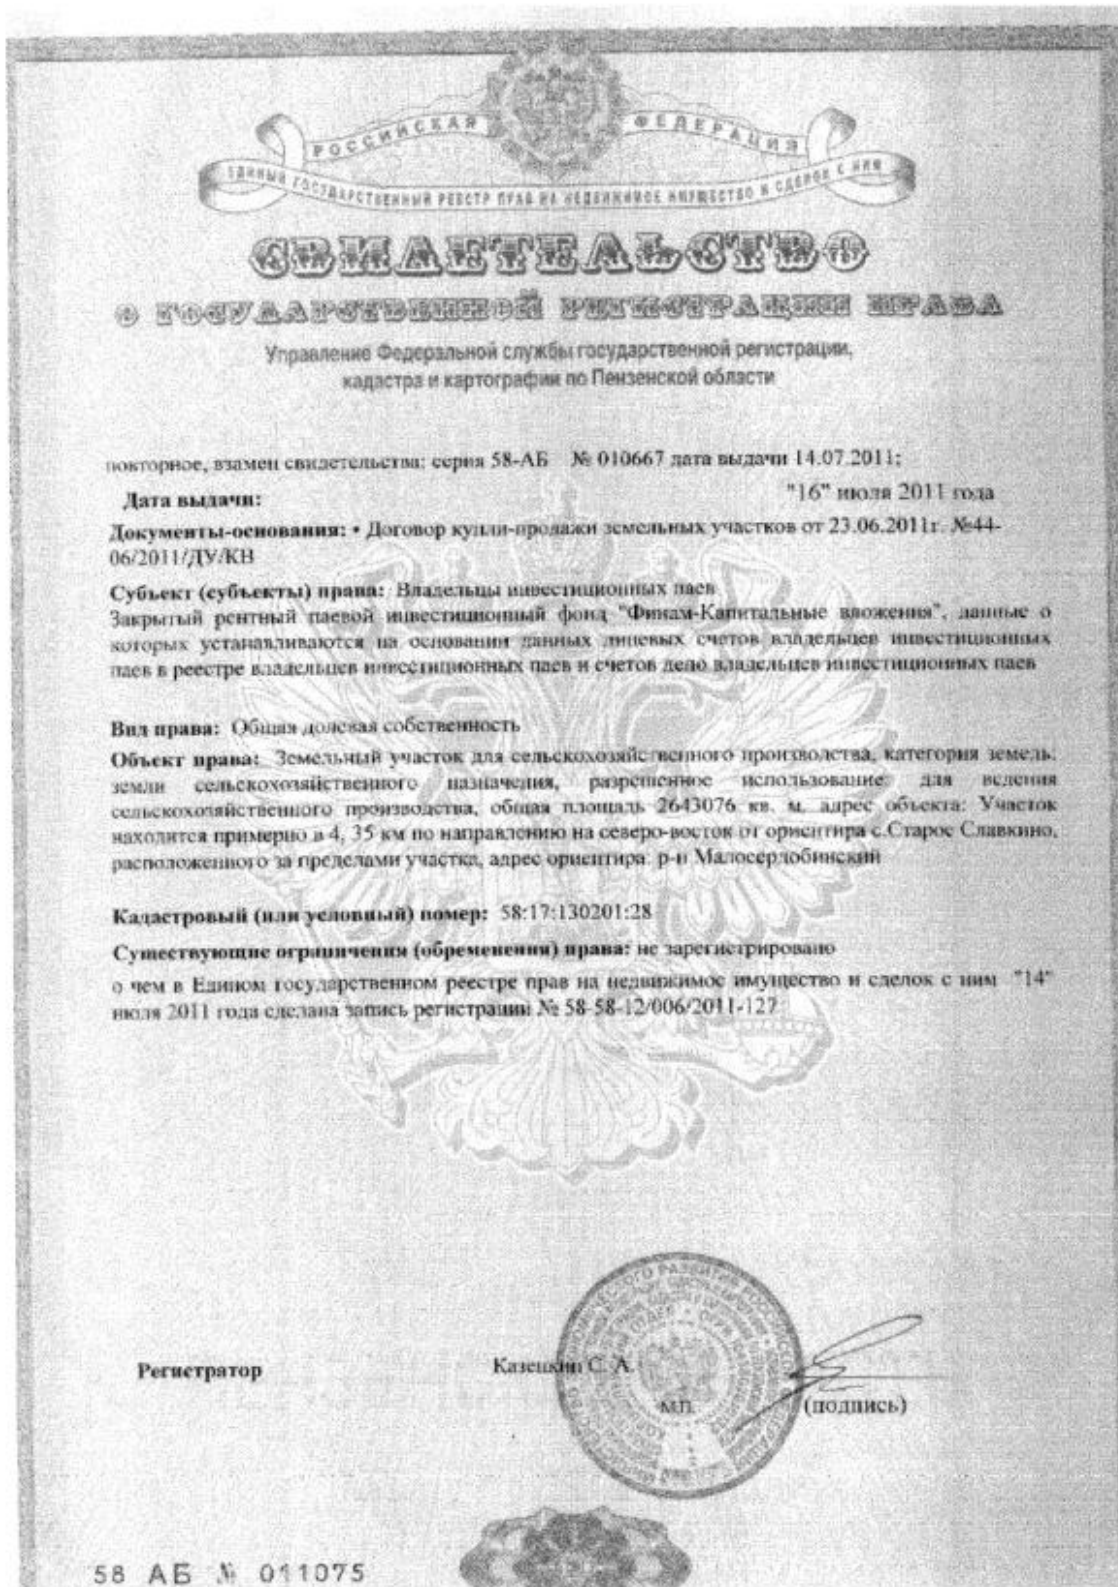 РОССИЙСКАЯ ФЕДЕРАЦИЯ
ЕДИНЫЙ ГОСУДАРСТВЕННЫЙ РЕЕСТР ПРАВ НА НЕДВИЖИМОЕ ИМУЩЕСТВО И СДЕЛОК С НИМ
СВИДЕТЕЛЬСТВО
О ГОСУДАРСТВЕННОЙ РЕГИСТРАЦИИ ПРАВА
Управление Федеральной службы государственной регистрации,
кадастра и картографии по Пензенской области
повторное, взамен свидетельства: серия 58-АБ № 010667 дата выдачи 14.07.2011;
Дата выдачи: "16" июля 2011 года
Документы-основания: • Договор купли-продажи земельных участков от 23.06.2011г. №44-
06/2011/ДУ/КВ
Субъект (субъекты) права: Владельцы инвестиционных паев
Закрытый рентный паевой инвестиционный фонд "Финам-Капитальные вложения", данные о
которых устанавливаются на основании данных лицевых счетов владельцев инвестиционных
паев в реестре владельцев инвестиционных паев и счетов депо владельцев инвестиционных паев
Вид права: Общая долевая собственность
Объект права: Земельный участок для сельскохозяйственного производства, категория земель:
земли сельскохозяйственного назначения, разрешенное использование: для ведения
сельскохозяйственного производства, общая площадь 2643076 кв. м, адрес объекта: Участок
находится примерно в 4, 35 км по направлению на северо-восток от ориентира с.Старое Славкино,
расположенного за пределами участка, адрес ориентира: р-н Малосердобинский
Кадастровый (или условный) номер: 58:17:130201:28
Существующие ограничения (обременения) права: не зарегистрировано
о чем в Едином государственном реестре прав на недвижимое имущество и сделок с ним "14"
июля 2011 года сделана запись регистрации № 58-58-12/006/2011-127
Регистратор Казецкин С. А.
М.П. (подпись)
58 АБ № 011075